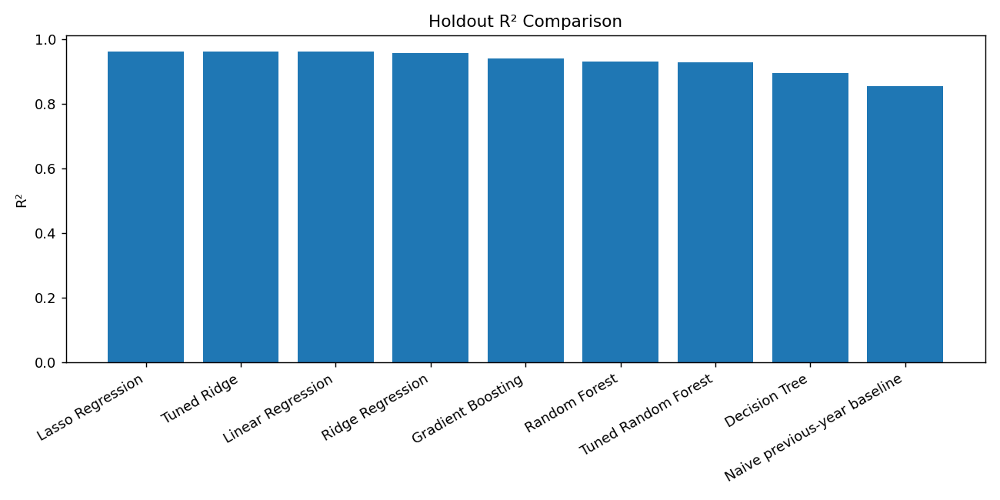 Holdout R² Comparison
R²
1.0
0.8
0.6
0.4
0.2
0.0
Lasso Regression
Tuned Ridge
Linear Regression
Ridge Regression
Gradient Boosting
Random Forest
Tuned Random Forest
Decision Tree
Naive previous-year baseline